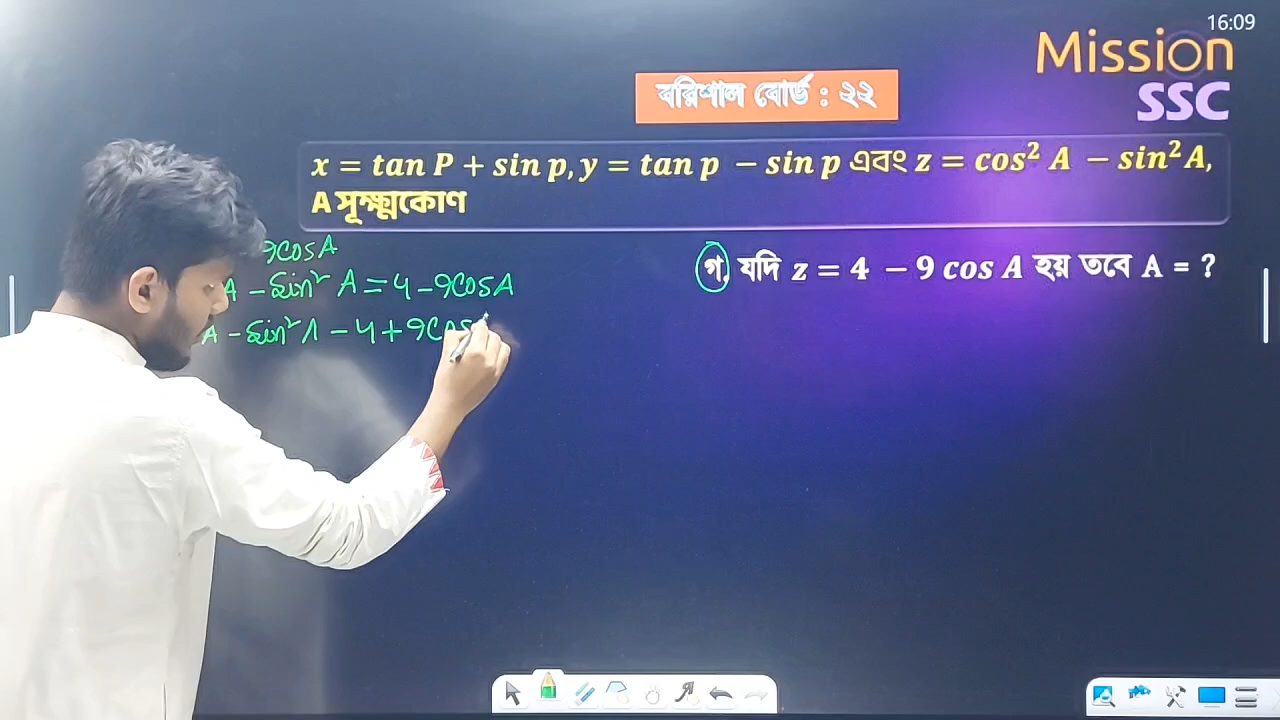 16:09
Mission
SSC
বরিশাল বোর্ড : ২২
x = tan P + sin p, y = tan p − sin p এবং z = cos² A − sin² A,
A সূক্ষ্মকোণ
9cosA
A − sin² A = 4 − 9cosA
A − sin² A − 4 + 9cos
গ. যদি z = 4 − 9 cos A হয় তবে A = ?